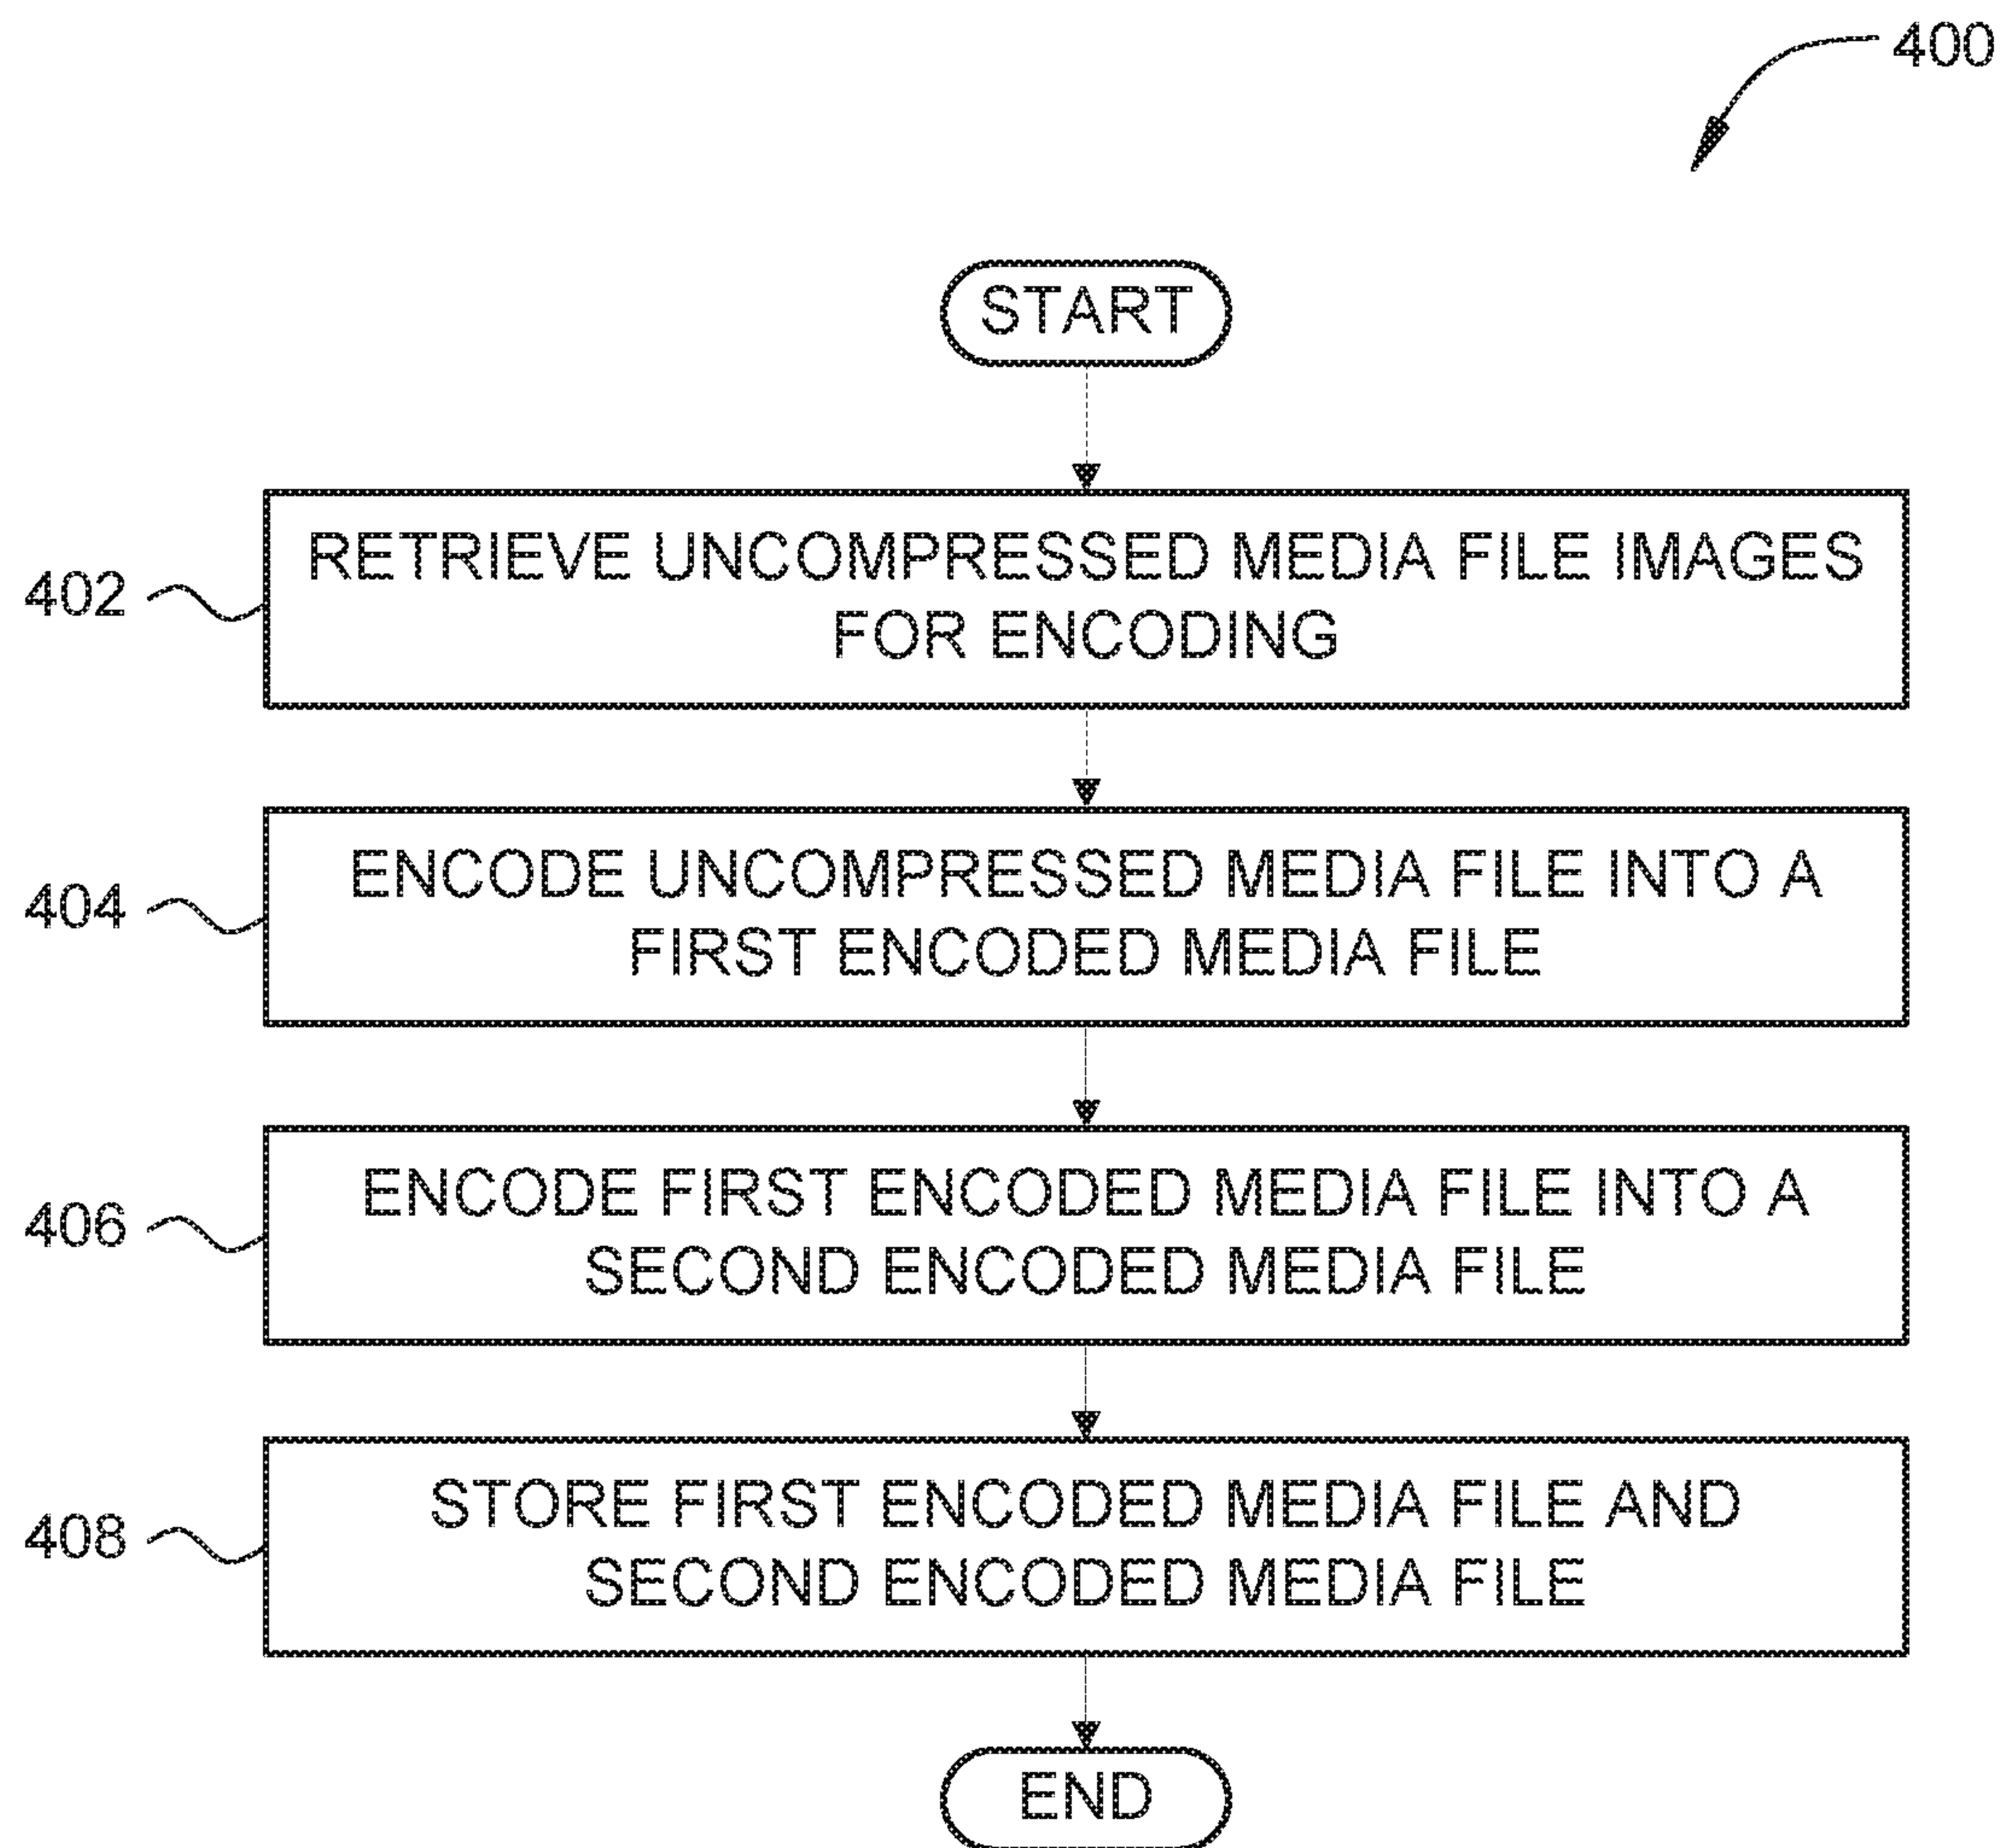 400
START
402
RETRIEVE UNCOMPRESSED MEDIA FILE IMAGES
FOR ENCODING
404
ENCODE UNCOMPRESSED MEDIA FILE INTO A
FIRST ENCODED MEDIA FILE
406
ENCODE FIRST ENCODED MEDIA FILE INTO A
SECOND ENCODED MEDIA FILE
408
STORE FIRST ENCODED MEDIA FILE AND
SECOND ENCODED MEDIA FILE
END